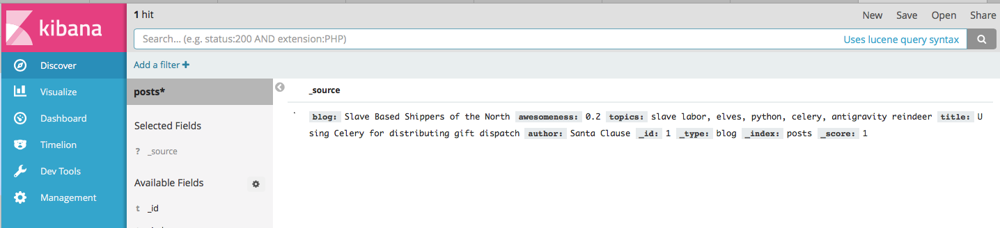 kibana
Discover
Visualize
Dashboard
Timelion
Dev Tools
Management
1 hit
New Save Open Share
Search... (e.g. status:200 AND extension:PHP)
Uses lucene query syntax
Add a filter +
posts*
Selected Fields
? _source
Available Fields
t _id
_source
blog: Slave Based Shippers of the North awesomeness: 0.2 topics: slave labor, elves, python, celery, antigravity reindeer title: U
sing Celery for distributing gift dispatch author: Santa Clause _id: 1 _type: blog _index: posts _score: 1